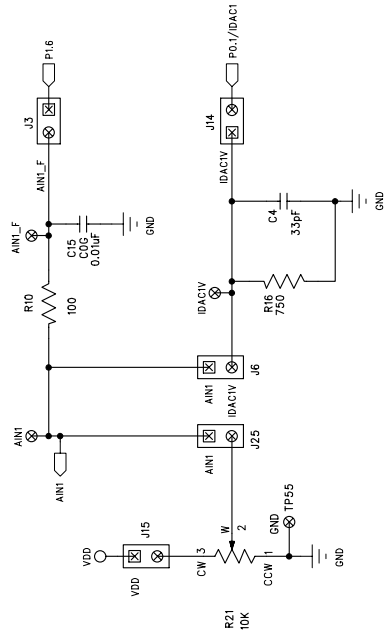 P1.6
J3
AIN1_F
AIN1_F
C15
C0G
0.01uF
GND
R10
100
AIN1
AIN1
P0.1/IDAC1
J14
IDAC1V
C4
33pF
GND
IDAC1V
R16
750
AIN1
IDAC1V
J6
AIN1
J25
VDD
VDD
J15
CW
3
W
2
R21
10K
CCW
1
GND
TP55
GND